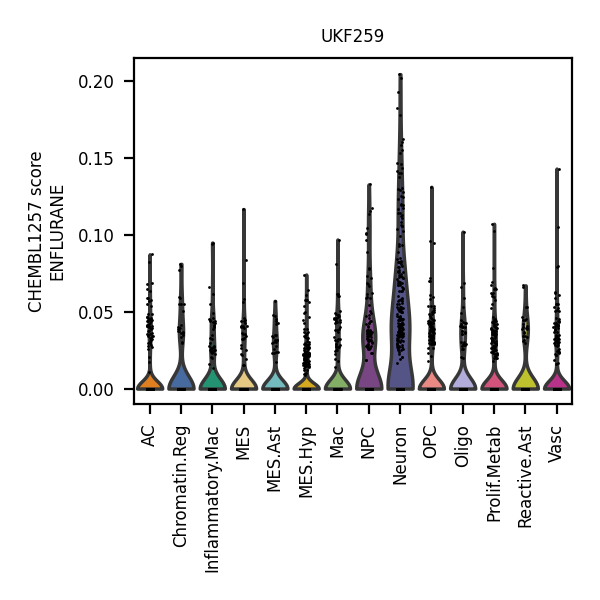 UKF259
CHEMBL1257 score
ENFLURANE
0.20
0.15
0.10
0.05
0.00
AC
Chromatin.Reg
Inflammatory.Mac
MES
MES.Ast
MES.Hyp
Mac
NPC
Neuron
OPC
Oligo
Prolif.Metab
Reactive.Ast
Vasc